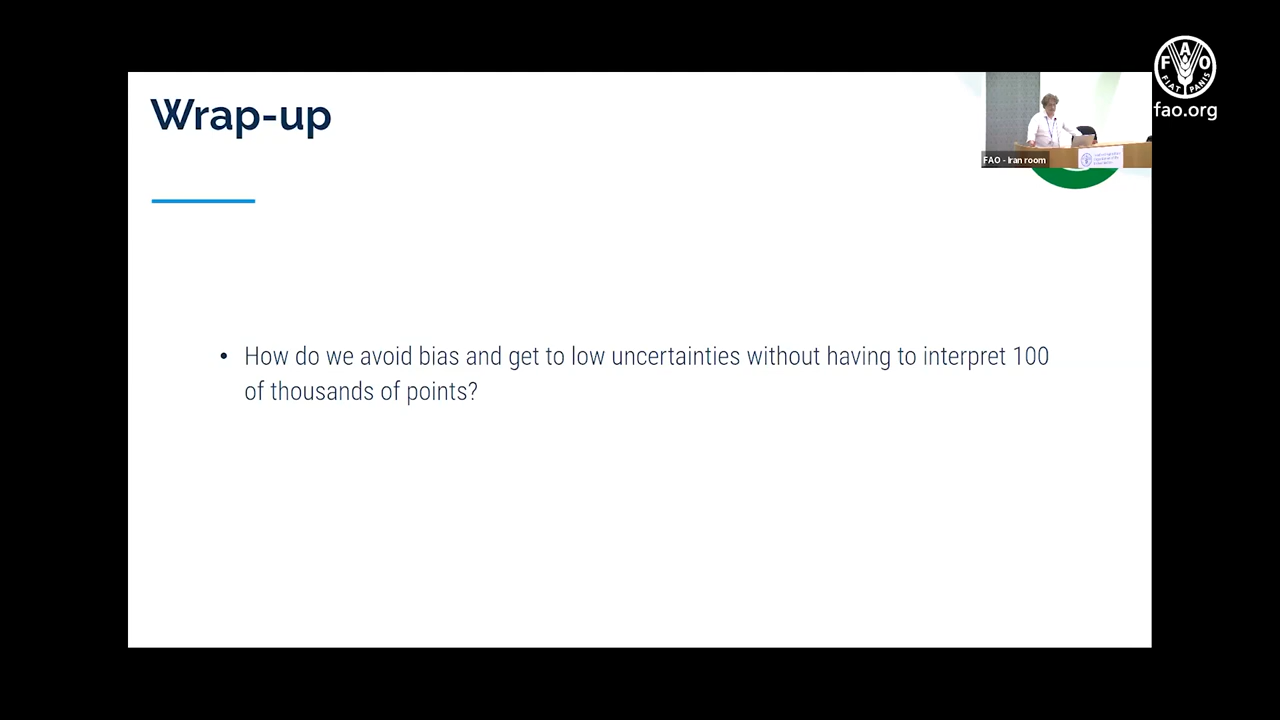 Wrap-up
F A O
FIAT PANIS
fao.org
FAO - Iran room
• How do we avoid bias and get to low uncertainties without having to interpret 100
of thousands of points?